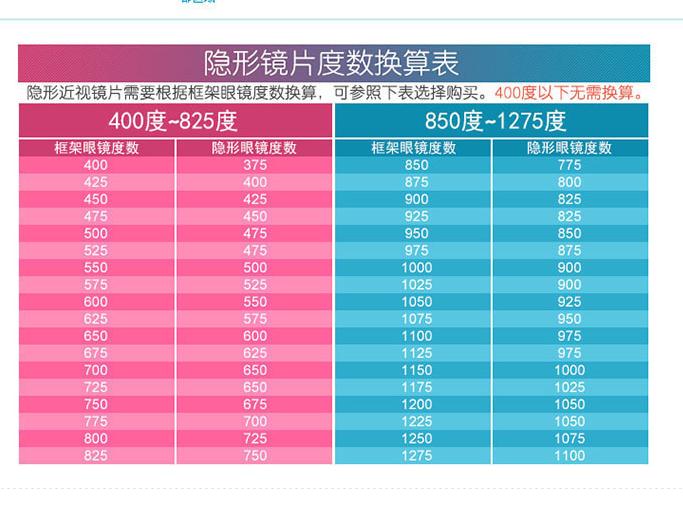 隐形镜片度数换算表
隐形近视镜片需要根据框架眼镜度数换算，可参照下表选择购买。400度以下无需换算。
400度~825度 850度~1275度
框架眼镜度数 隐形眼镜度数 框架眼镜度数 隐形眼镜度数
400 375 850 775
425 400 875 800
450 425 900 825
475 450 925 825
500 475 950 850
525 475 975 875
550 500 1000 900
575 525 1025 900
600 550 1050 925
625 575 1075 950
650 600 1100 975
675 625 1125 975
700 650 1150 1000
725 650 1175 1025
750 675 1200 1050
775 700 1225 1050
800 725 1250 1075
825 750 1275 1100